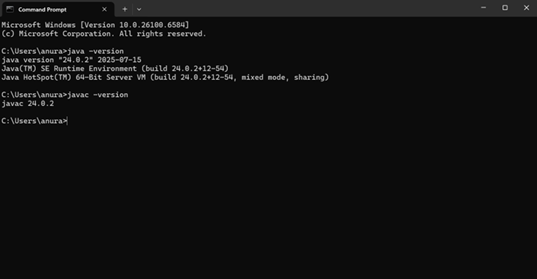 Command Prompt
Microsoft Windows [Version 10.0.26100.6584]
(c) Microsoft Corporation. All rights reserved.
C:\Users\anura>java -version
java version "24.0.2" 2025-07-15
Java(TM) SE Runtime Environment (build 24.0.2+12-54)
Java HotSpot(TM) 64-Bit Server VM (build 24.0.2+12-54, mixed mode, sharing)
C:\Users\anura>javac -version
javac 24.0.2
C:\Users\anura>